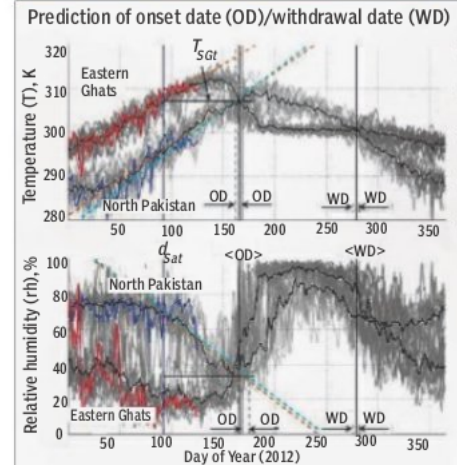 Prediction of onset date (OD)/withdrawal date (WD)
Temperature (T), K
320
310
300
290
280
Eastern
Ghats
TSGt
North Pakistan
OD OD WD WD
50 100 150 200 250 300 350
dSat <OD> <WD>
Relative humidity (rh), %
100
80
60
40
20
0
North Pakistan
Eastern Ghats
OD OD WD WD
50 100 150 200 250 300 350
Day of Year (2012)